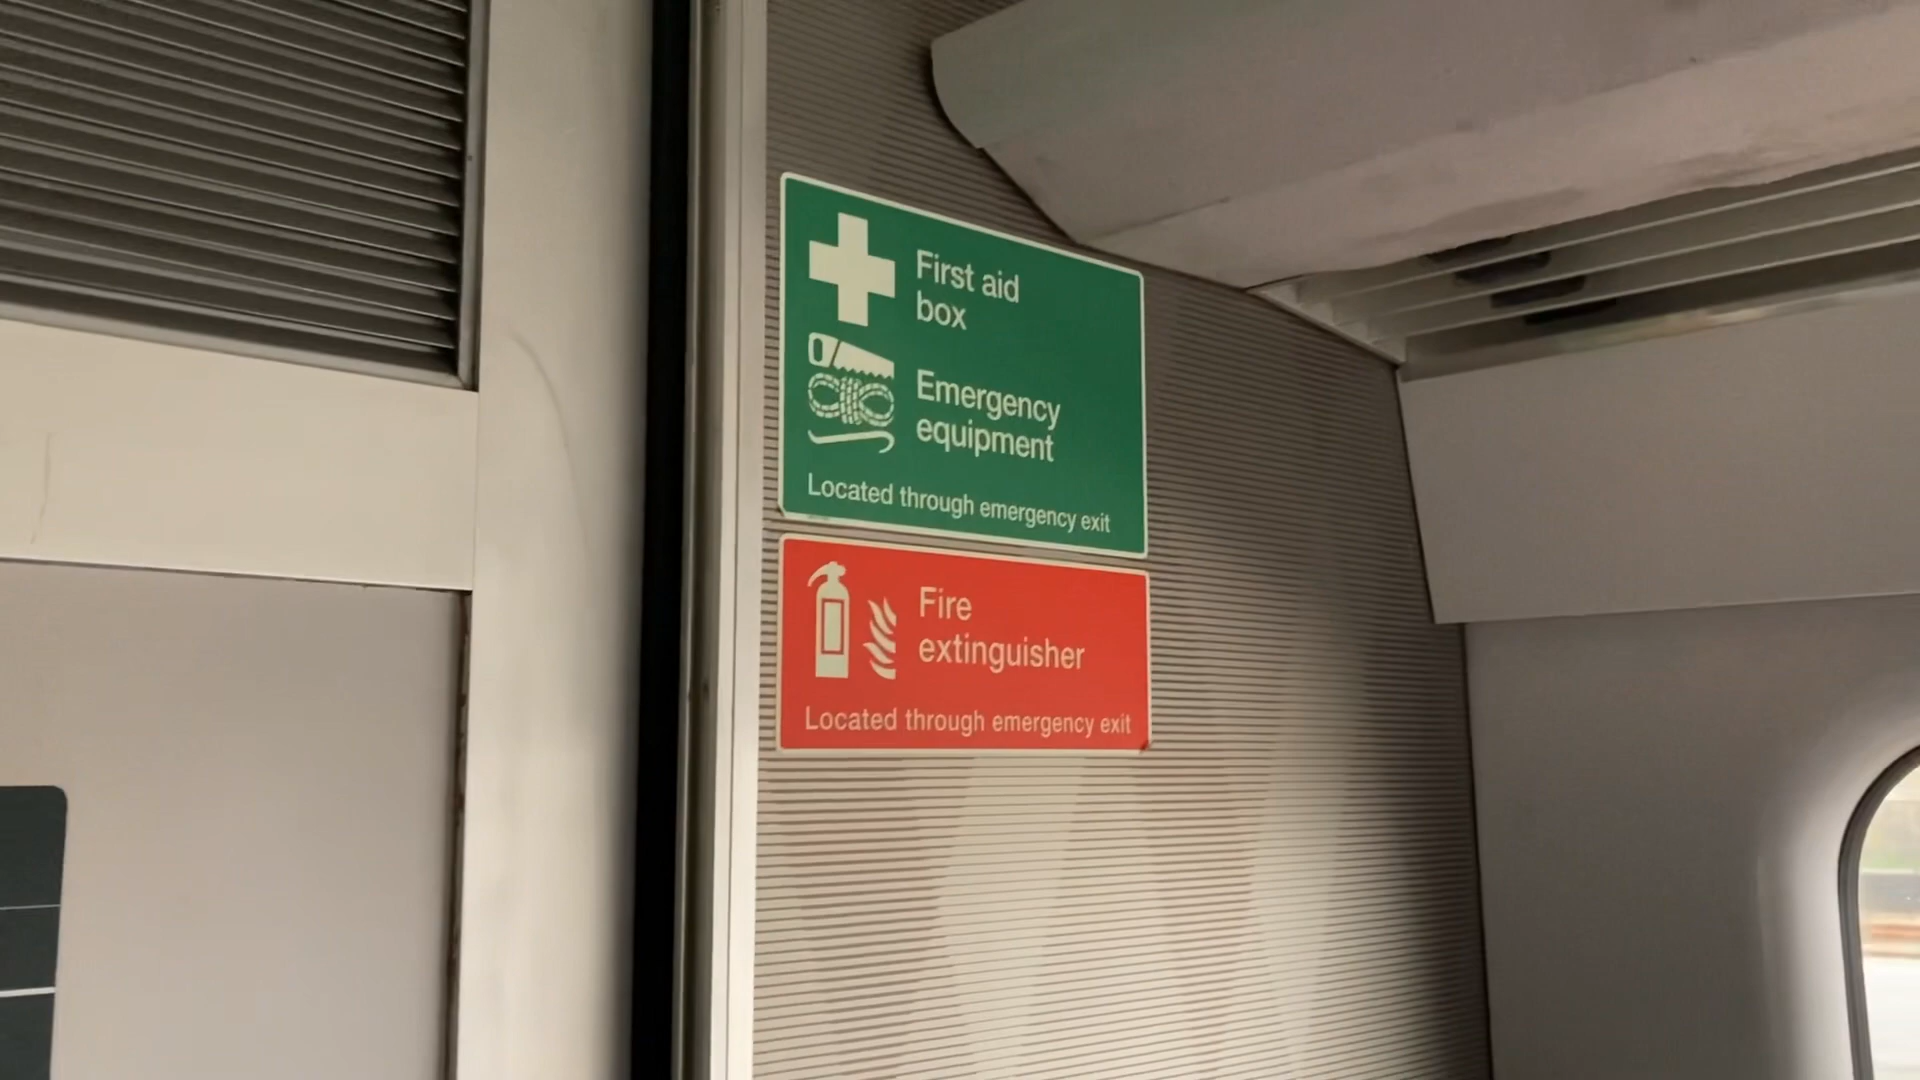 First aid
box
Emergency
equipment
Located through emergency exit
Fire
extinguisher
Located through emergency exit